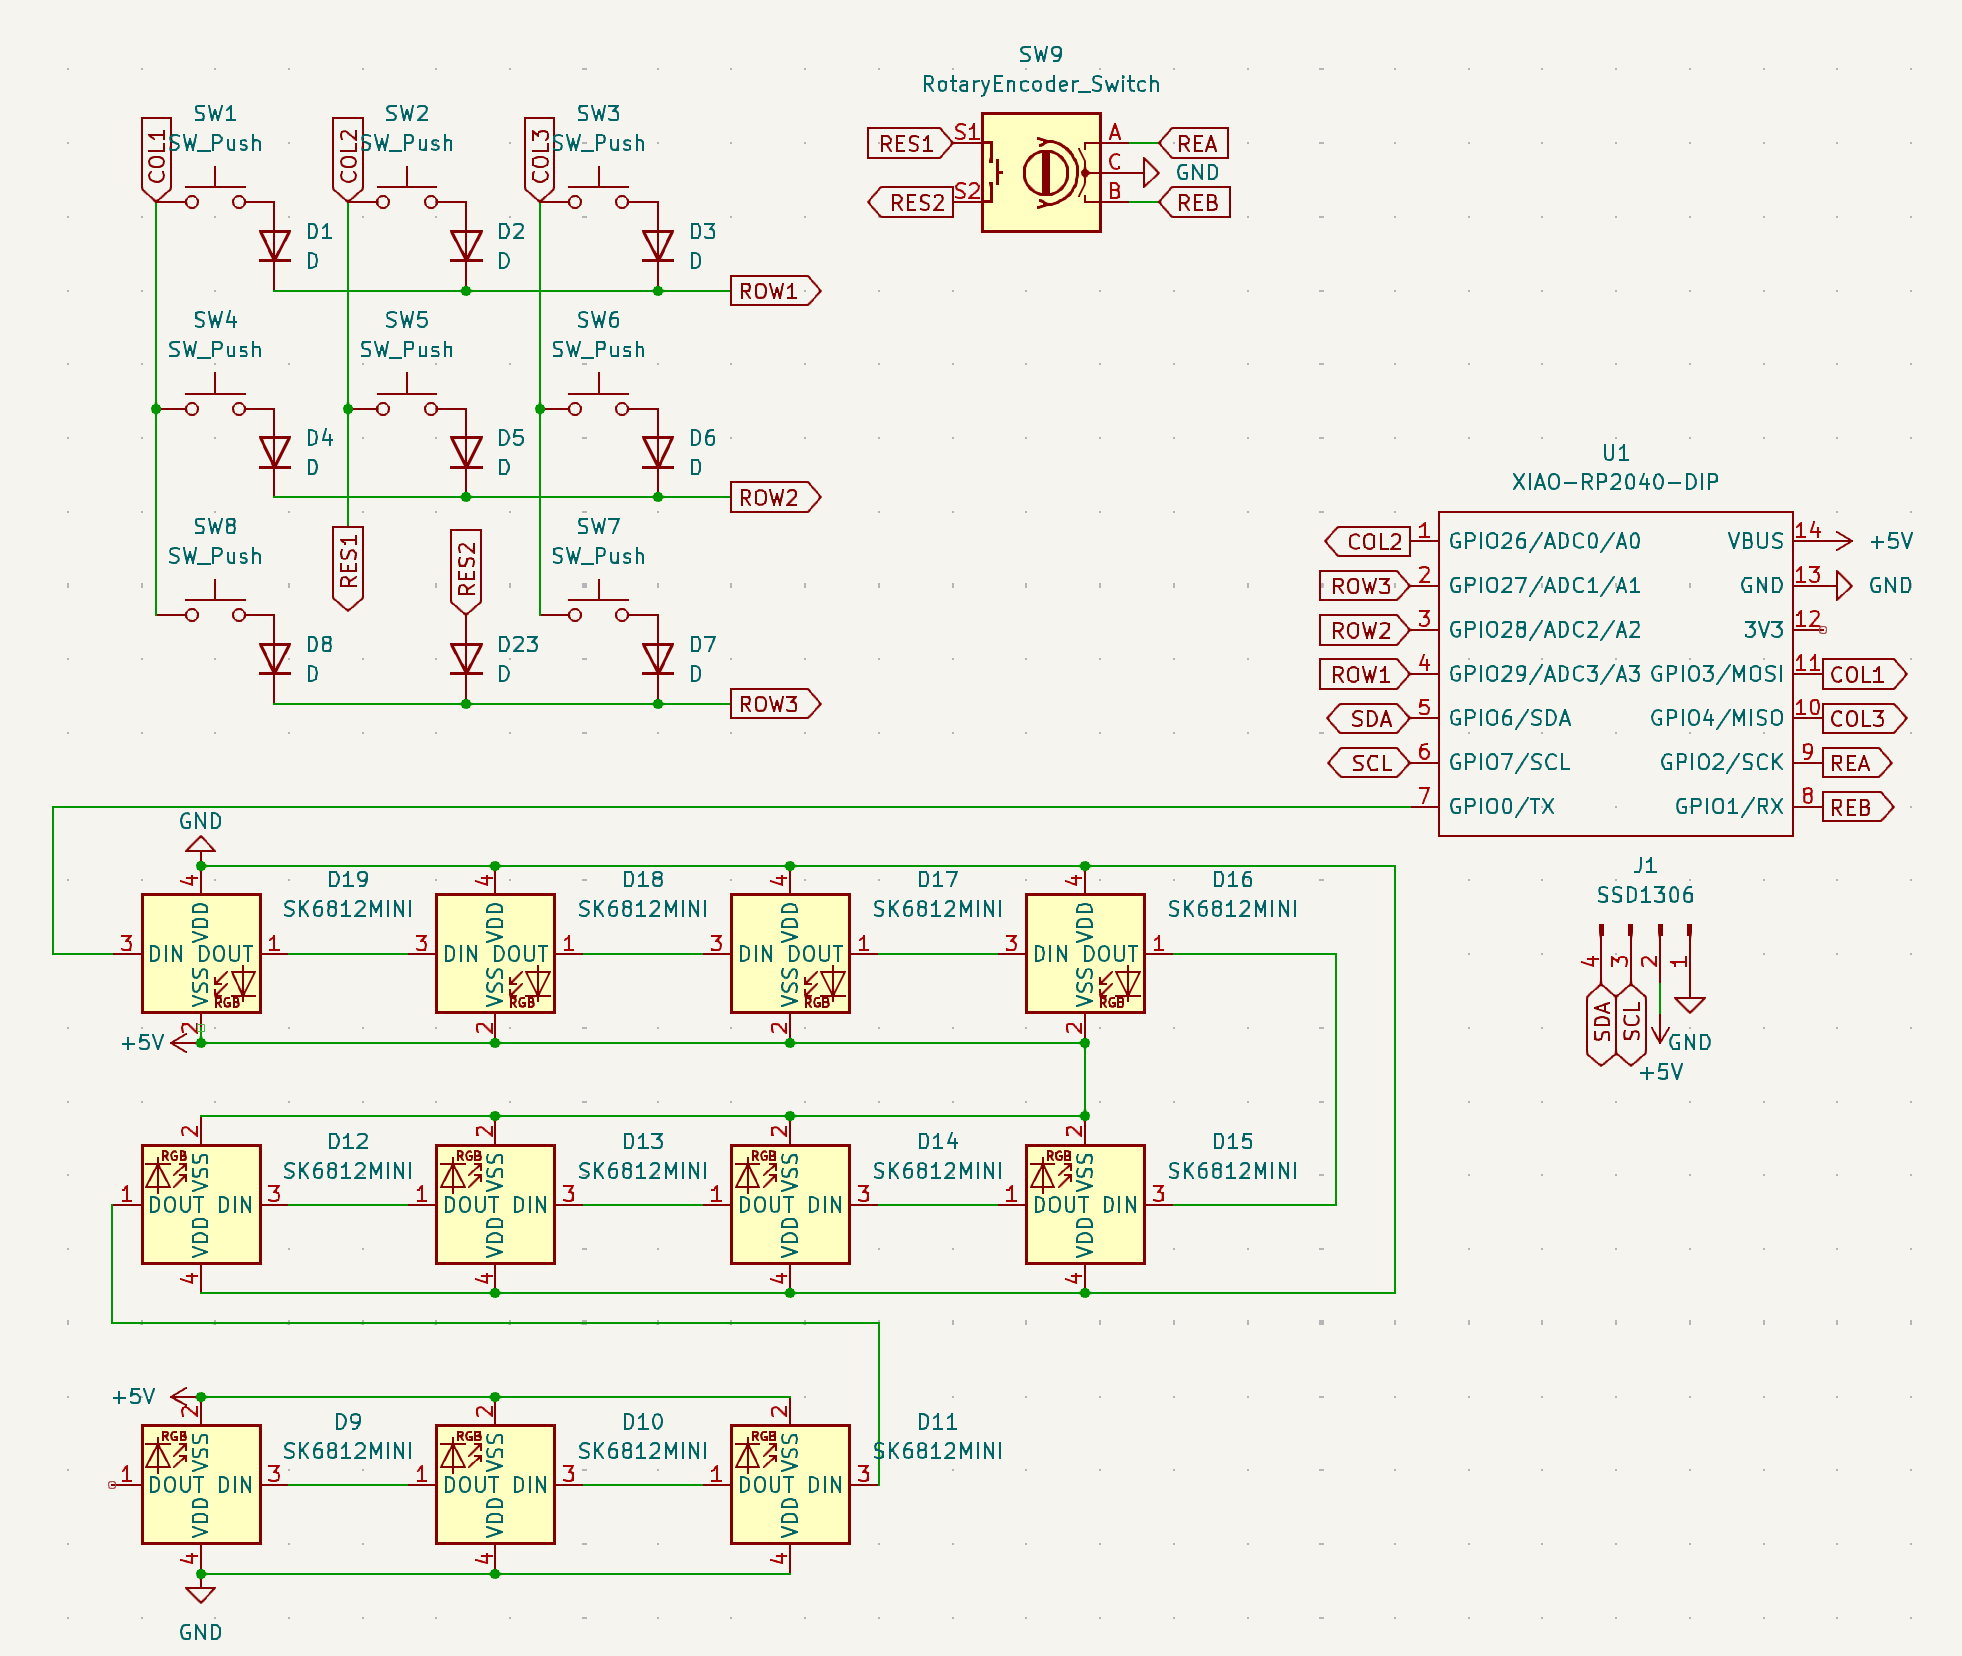 SW9
RotaryEncoder_Switch
SW1
SW_Push
SW2
SW_Push
SW3
SW_Push
COL1
COL2
COL3
RES1
S1
A
REA
C
GND
RES2
S2
B
REB
D1
D
D2
D
D3
D
ROW1
SW4
SW_Push
SW5
SW_Push
SW6
SW_Push
D4
D
D5
D
D6
D
ROW2
SW8
SW_Push
RES1
RES2
SW7
SW_Push
D8
D
D23
D
D7
D
ROW3
U1
XIAO-RP2040-DIP
COL2
1
GPIO26/ADC0/A0
VBUS
14
+5V
ROW3
2
GPIO27/ADC1/A1
GND
13
GND
ROW2
3
GPIO28/ADC2/A2
3V3
12
ROW1
4
GPIO29/ADC3/A3
GPIO3/MOSI
11
COL1
SDA
5
GPIO6/SDA
GPIO4/MISO
10
COL3
SCL
6
GPIO7/SCL
GPIO2/SCK
9
REA
7
GPIO0/TX
GPIO1/RX
8
REB
GND
4
D19
SK6812MINI
3
DIN
VDD
DOUT
1
VSS
RGB
2
+5V
4
D18
SK6812MINI
3
DIN
VDD
DOUT
1
VSS
RGB
2
4
D17
SK6812MINI
3
DIN
VDD
DOUT
1
VSS
RGB
2
4
D16
SK6812MINI
3
DIN
VDD
DOUT
1
VSS
RGB
2
J1
SSD1306
4
3
2
1
SDA
SCL
GND
+5V
2
D12
SK6812MINI
RGB
VSS
1
DOUT
DIN
3
VDD
4
2
D13
SK6812MINI
RGB
VSS
1
DOUT
DIN
3
VDD
4
2
D14
SK6812MINI
RGB
VSS
1
DOUT
DIN
3
VDD
4
2
D15
SK6812MINI
RGB
VSS
1
DOUT
DIN
3
VDD
4
+5V
2
D9
SK6812MINI
RGB
VSS
1
DOUT
DIN
3
VDD
4
GND
2
D10
SK6812MINI
RGB
VSS
1
DOUT
DIN
3
VDD
4
2
D11
SK6812MINI
RGB
VSS
1
DOUT
DIN
3
VDD
4